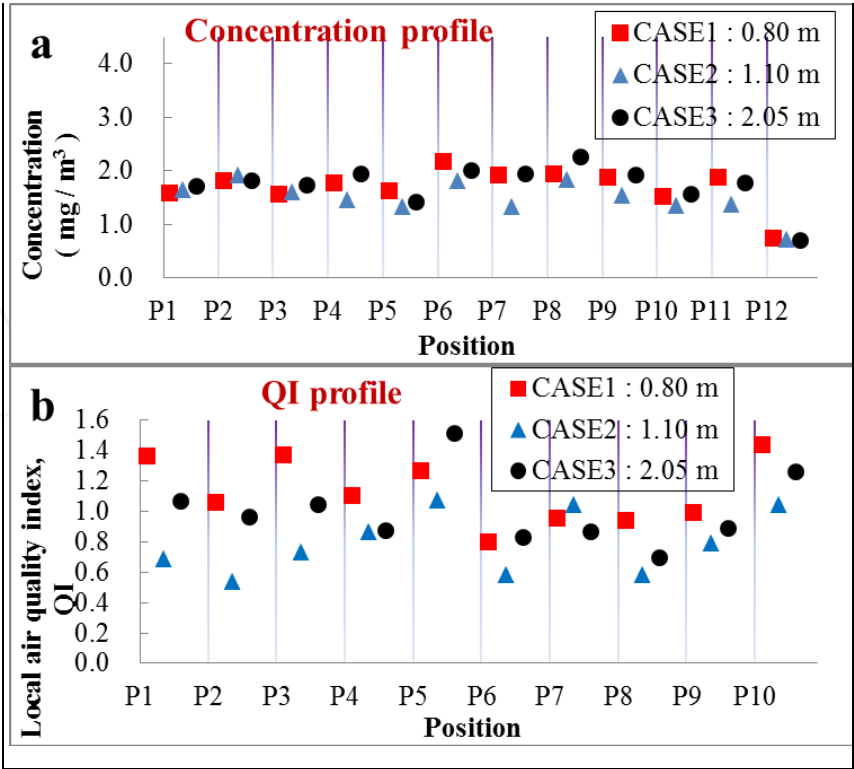 a
Concentration profile
CASE1 : 0.80 m
CASE2 : 1.10 m
CASE3 : 2.05 m
Concentration
( mg / m³ )
4.0
3.0
2.0
1.0
0.0
P1 P2 P3 P4 P5 P6 P7 P8 P9 P10 P11 P12
Position
b
QI profile
CASE1 : 0.80 m
CASE2 : 1.10 m
CASE3 : 2.05 m
Local air quality index,
QI
1.6
1.4
1.2
1.0
0.8
0.6
0.4
0.2
0.0
P1 P2 P3 P4 P5 P6 P7 P8 P9 P10
Position